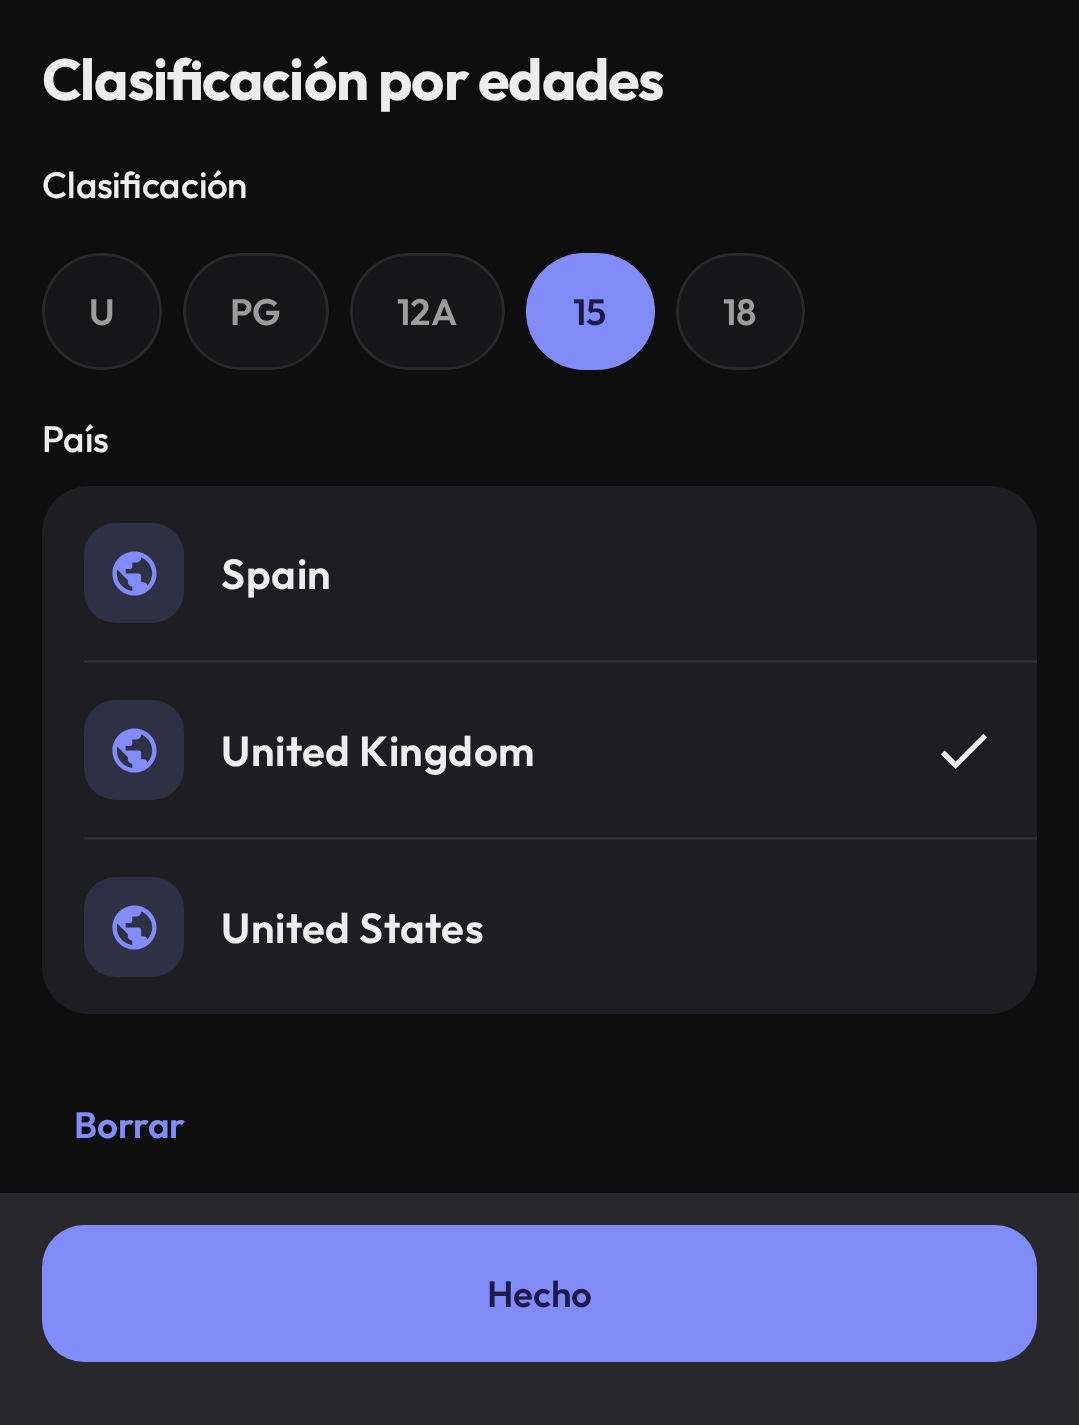 Clasificación por edades
Clasificación
U PG 12A 15 18
País
Spain
United Kingdom
United States
Borrar
Hecho